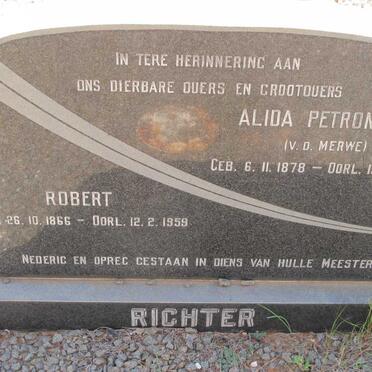 IN TERE HERINNERING AAN
ONS DIERBARE OUERS EN GROOTOUERS
ALIDA PETRON
(V. D. MERWE)
GEB. 6. 11. 1878 – OORL. 1
ROBERT
26. 10. 1866 – OORL. 12. 2. 1959
NEDERIG EN OPREG GESTAAN IN DIENS VAN HULLE MEESTER
RICHTER